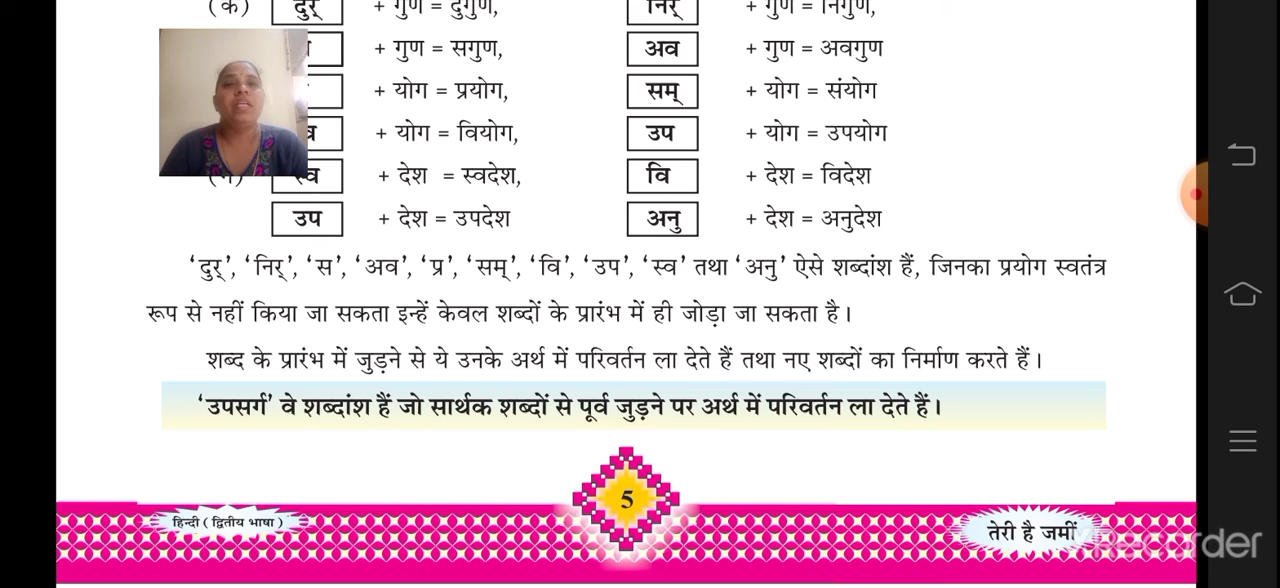 (क) दुर् + गुण = दुर्गुण, निर् + गुण = निर्गुण,
+ गुण = सगुण, अव + गुण = अवगुण
+ योग = प्रयोग, सम् + योग = संयोग
+ योग = वियोग, उप + योग = उपयोग
स्व + देश = स्वदेश, वि + देश = विदेश
उप + देश = उपदेश अनु + देश = अनुदेश
‘दुर्’, ‘निर्’, ‘स’, ‘अव’, ‘प्र’, ‘सम्’, ‘वि’, ‘उप’, ‘स्व’ तथा ‘अनु’ ऐसे शब्दांश हैं, जिनका प्रयोग स्वतंत्र
रूप से नहीं किया जा सकता इन्हें केवल शब्दों के प्रारंभ में ही जोड़ा जा सकता है।
शब्द के प्रारंभ में जुड़ने से ये उनके अर्थ में परिवर्तन ला देते हैं तथा नए शब्दों का निर्माण करते हैं।
‘उपसर्ग’ वे शब्दांश हैं जो सार्थक शब्दों से पूर्व जुड़ने पर अर्थ में परिवर्तन ला देते हैं।
5
हिन्दी (द्वितीय भाषा)
तेरी है जमीं
XRecorder